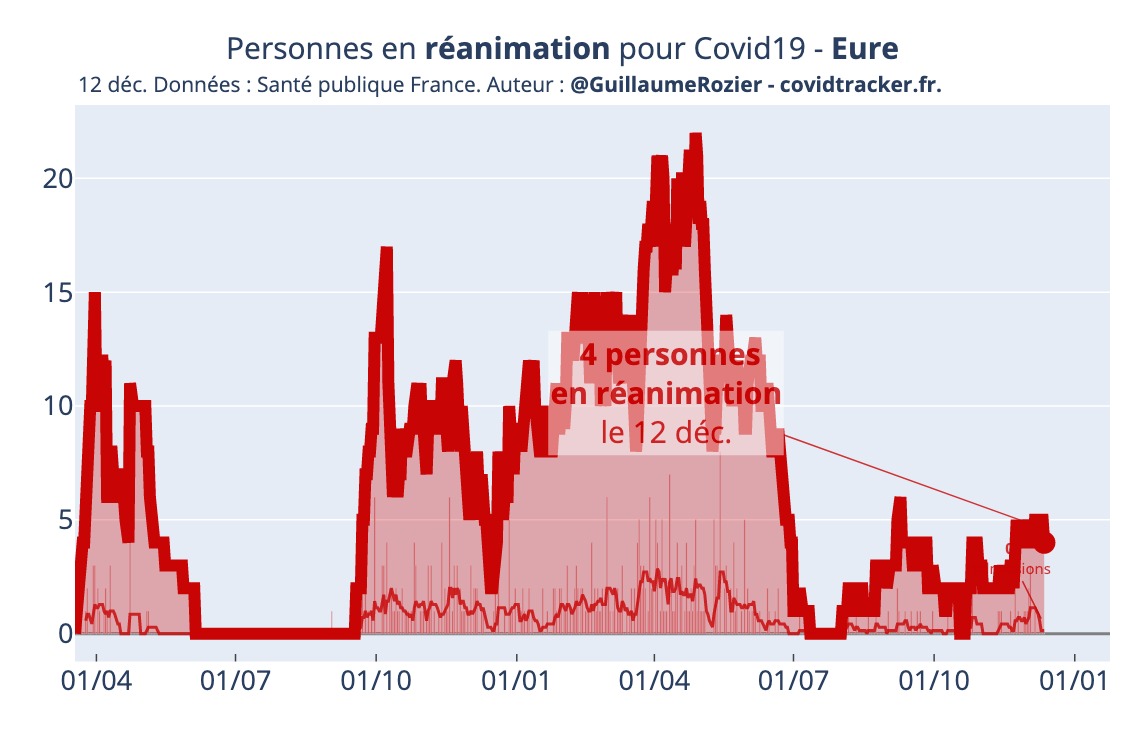 Personnes en réanimation pour Covid19 - Eure
12 déc. Données : Santé publique France. Auteur : @GuillaumeRozier - covidtracker.fr.
20
15
10
5
0
4 personnes
en réanimation
le 12 déc.
01/04
01/07
01/10
01/01
01/04
01/07
01/10
01/01